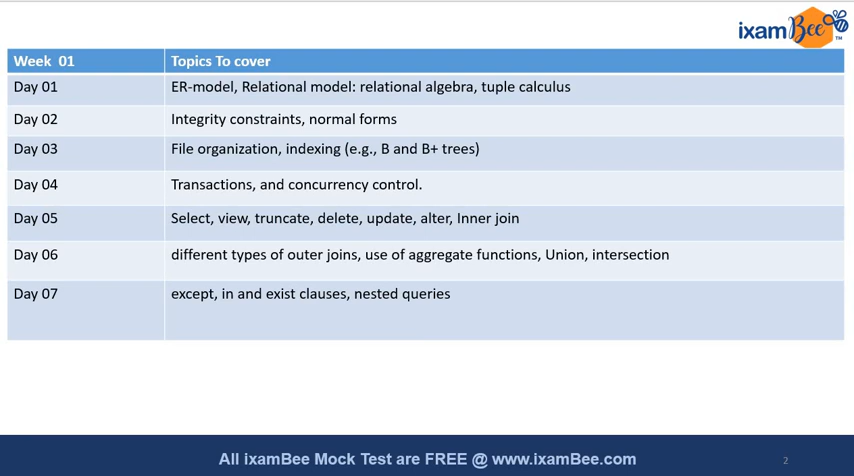 ixamBee™
Week 01 Topics To cover
Day 01 ER-model, Relational model: relational algebra, tuple calculus
Day 02 Integrity constraints, normal forms
Day 03 File organization, indexing (e.g., B and B+ trees)
Day 04 Transactions, and concurrency control.
Day 05 Select, view, truncate, delete, update, alter, Inner join
Day 06 different types of outer joins, use of aggregate functions, Union, intersection
Day 07 except, in and exist clauses, nested queries
All ixamBee Mock Test are FREE @ www.ixamBee.com 2